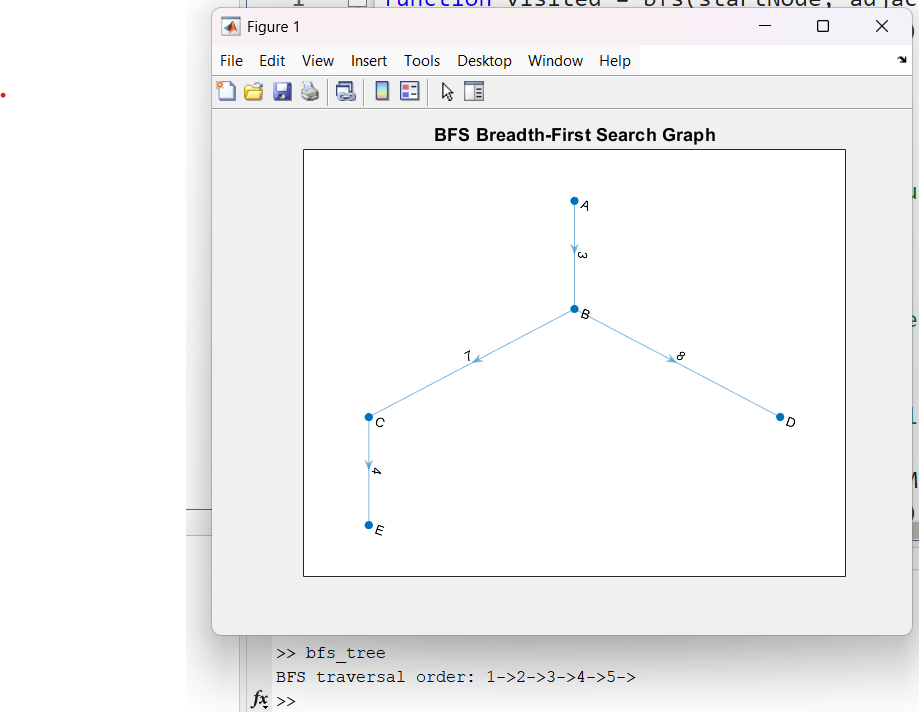 1 function visited = bfs(startNode, adjac
Figure 1
File Edit View Insert Tools Desktop Window Help
BFS Breadth-First Search Graph
A
3
B
7 8
C D
4
E
>> bfs_tree
BFS traversal order: 1->2->3->4->5->
fx >>